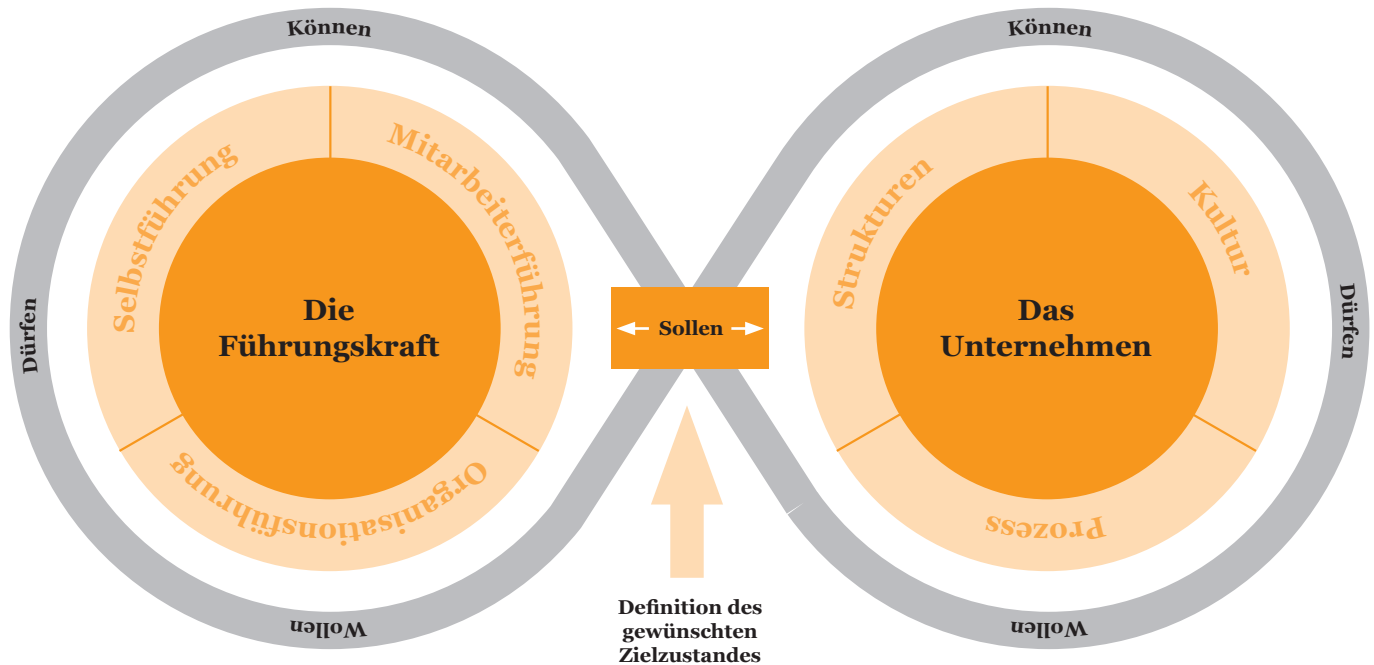 Können
Selbstführung
Mitarbeiterführung
Dürfen
Die
Führungskraft
Organisationsführung
Wollen
Sollen
Definition des
gewünschten
Zielzustandes
Können
Strukturen
Kultur
Das
Unternehmen
Dürfen
Prozess
Wollen